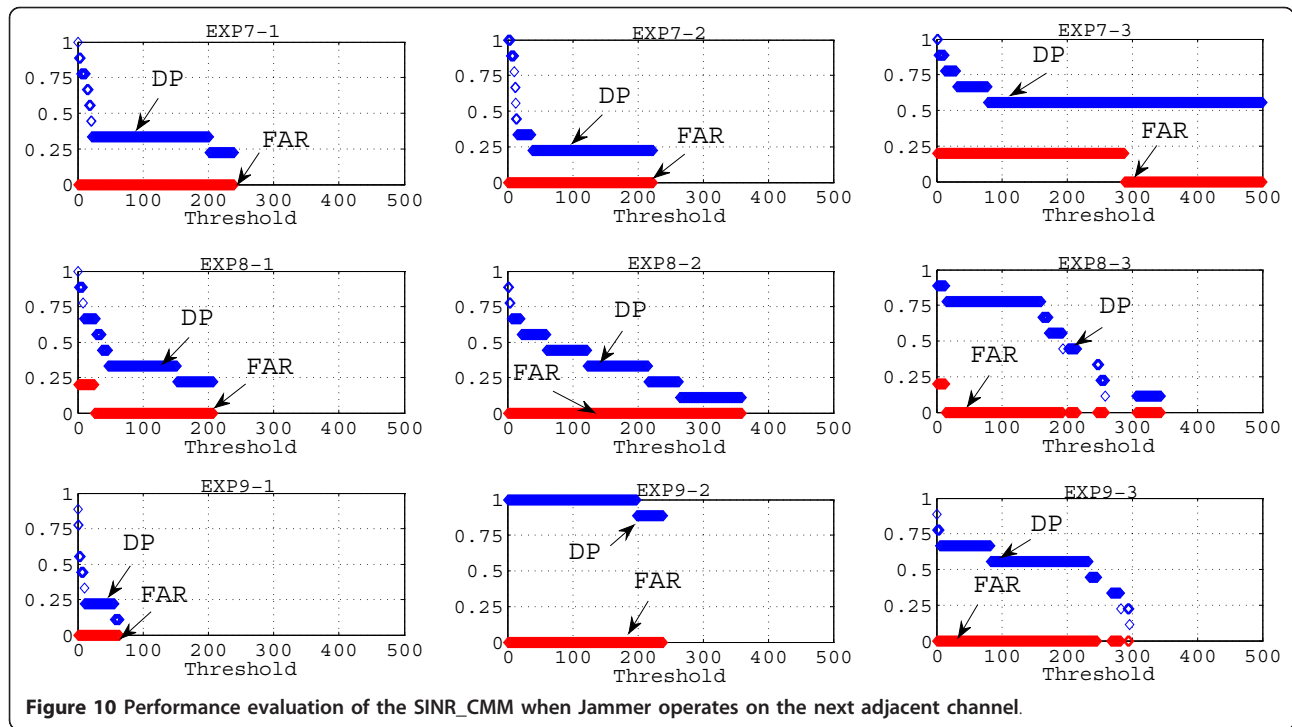 EXP7-1
1
0.75
0.5
0.25
0
DP
FAR
0 100 200 300 400 500
Threshold
EXP7-2
1
0.75
0.5
0.25
0
DP
FAR
0 100 200 300 400 500
Threshold
EXP7-3
1
0.75
0.5
0.25
0
DP
FAR
0 100 200 300 400 500
Threshold
EXP8-1
1
0.75
0.5
0.25
0
DP
FAR
0 100 200 300 400 500
Threshold
EXP8-2
1
0.75
0.5
0.25
0
DP
FAR
0 100 200 300 400 500
Threshold
EXP8-3
1
0.75
0.5
0.25
0
DP
FAR
0 100 200 300 400 500
Threshold
EXP9-1
1
0.75
0.5
0.25
0
DP
FAR
0 100 200 300 400 500
Threshold
EXP9-2
1
0.75
0.5
0.25
0
DP
FAR
0 100 200 300 400 500
Threshold
EXP9-3
1
0.75
0.5
0.25
0
DP
FAR
0 100 200 300 400 500
Threshold
Figure 10 Performance evaluation of the SINR_CMM when Jammer operates on the next adjacent channel.